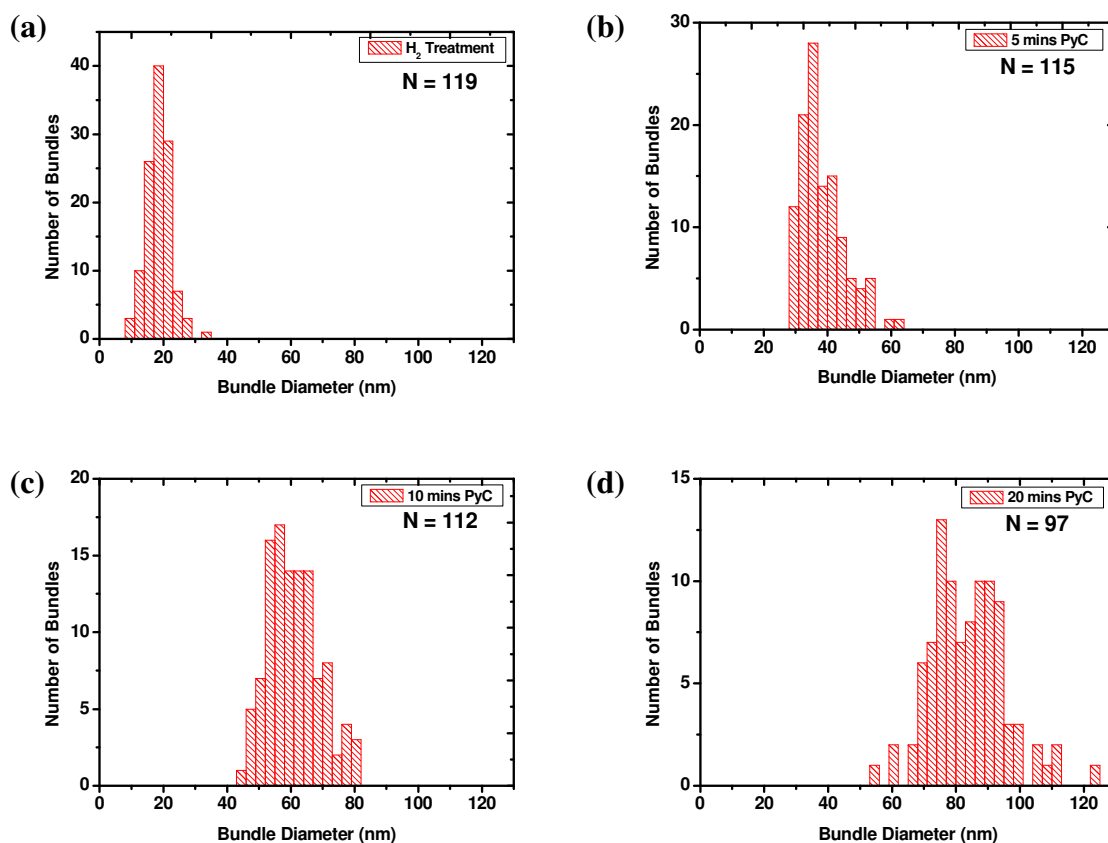 (a)
H₂ Treatment
N = 119
40
30
20
10
0
Number of Bundles
0 20 40 60 80 100 120
Bundle Diameter (nm)
(b)
5 mins PyC
N = 115
30
20
10
0
Number of Bundles
0 20 40 60 80 100 120
Bundle Diameter (nm)
(c)
10 mins PyC
N = 112
20
15
10
5
0
Number of Bundles
0 20 40 60 80 100 120
Bundle Diameter (nm)
(d)
20 mins PyC
N = 97
15
10
5
0
Number of Bundles
0 20 40 60 80 100 120
Bundle Diameter (nm)